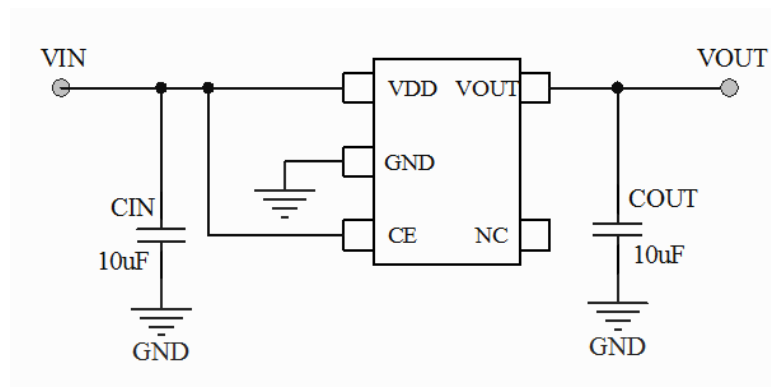 VIN
VOUT
VDD
VOUT
GND
CIN
COUT
CE
NC
10uF
10uF
GND
GND